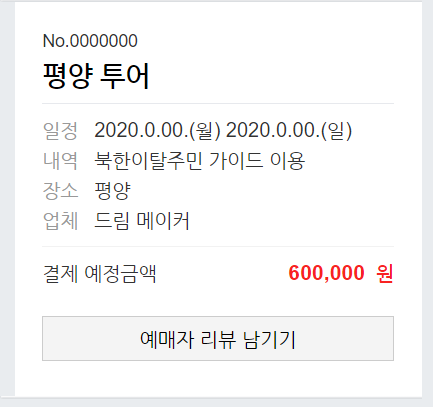 No.0000000
평양 투어
일정 2020.0.00.(월) 2020.0.00.(일)
내역 북한이탈주민 가이드 이용
장소 평양
업체 드림 메이커
결제 예정금액 600,000 원
예매자 리뷰 남기기